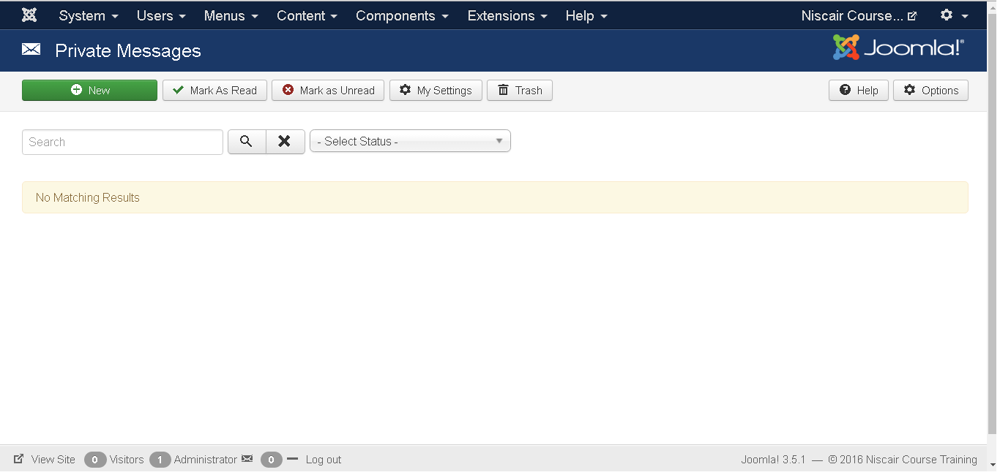 System Users Menus Content Components Extensions Help Niscair Course...
Private Messages Joomla!®
New Mark As Read Mark as Unread My Settings Trash Help Options
Search - Select Status -
No Matching Results
View Site 0 Visitors 1 Administrator 0 Log out Joomla! 3.5.1 — © 2016 Niscair Course Training